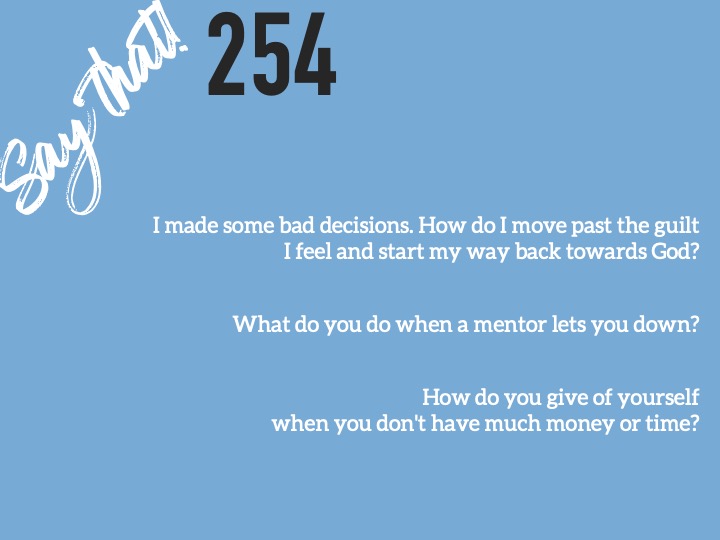 Say that!
254
I made some bad decisions. How do I move past the guilt
I feel and start my way back towards God?
What do you do when a mentor lets you down?
How do you give of yourself
when you don't have much money or time?